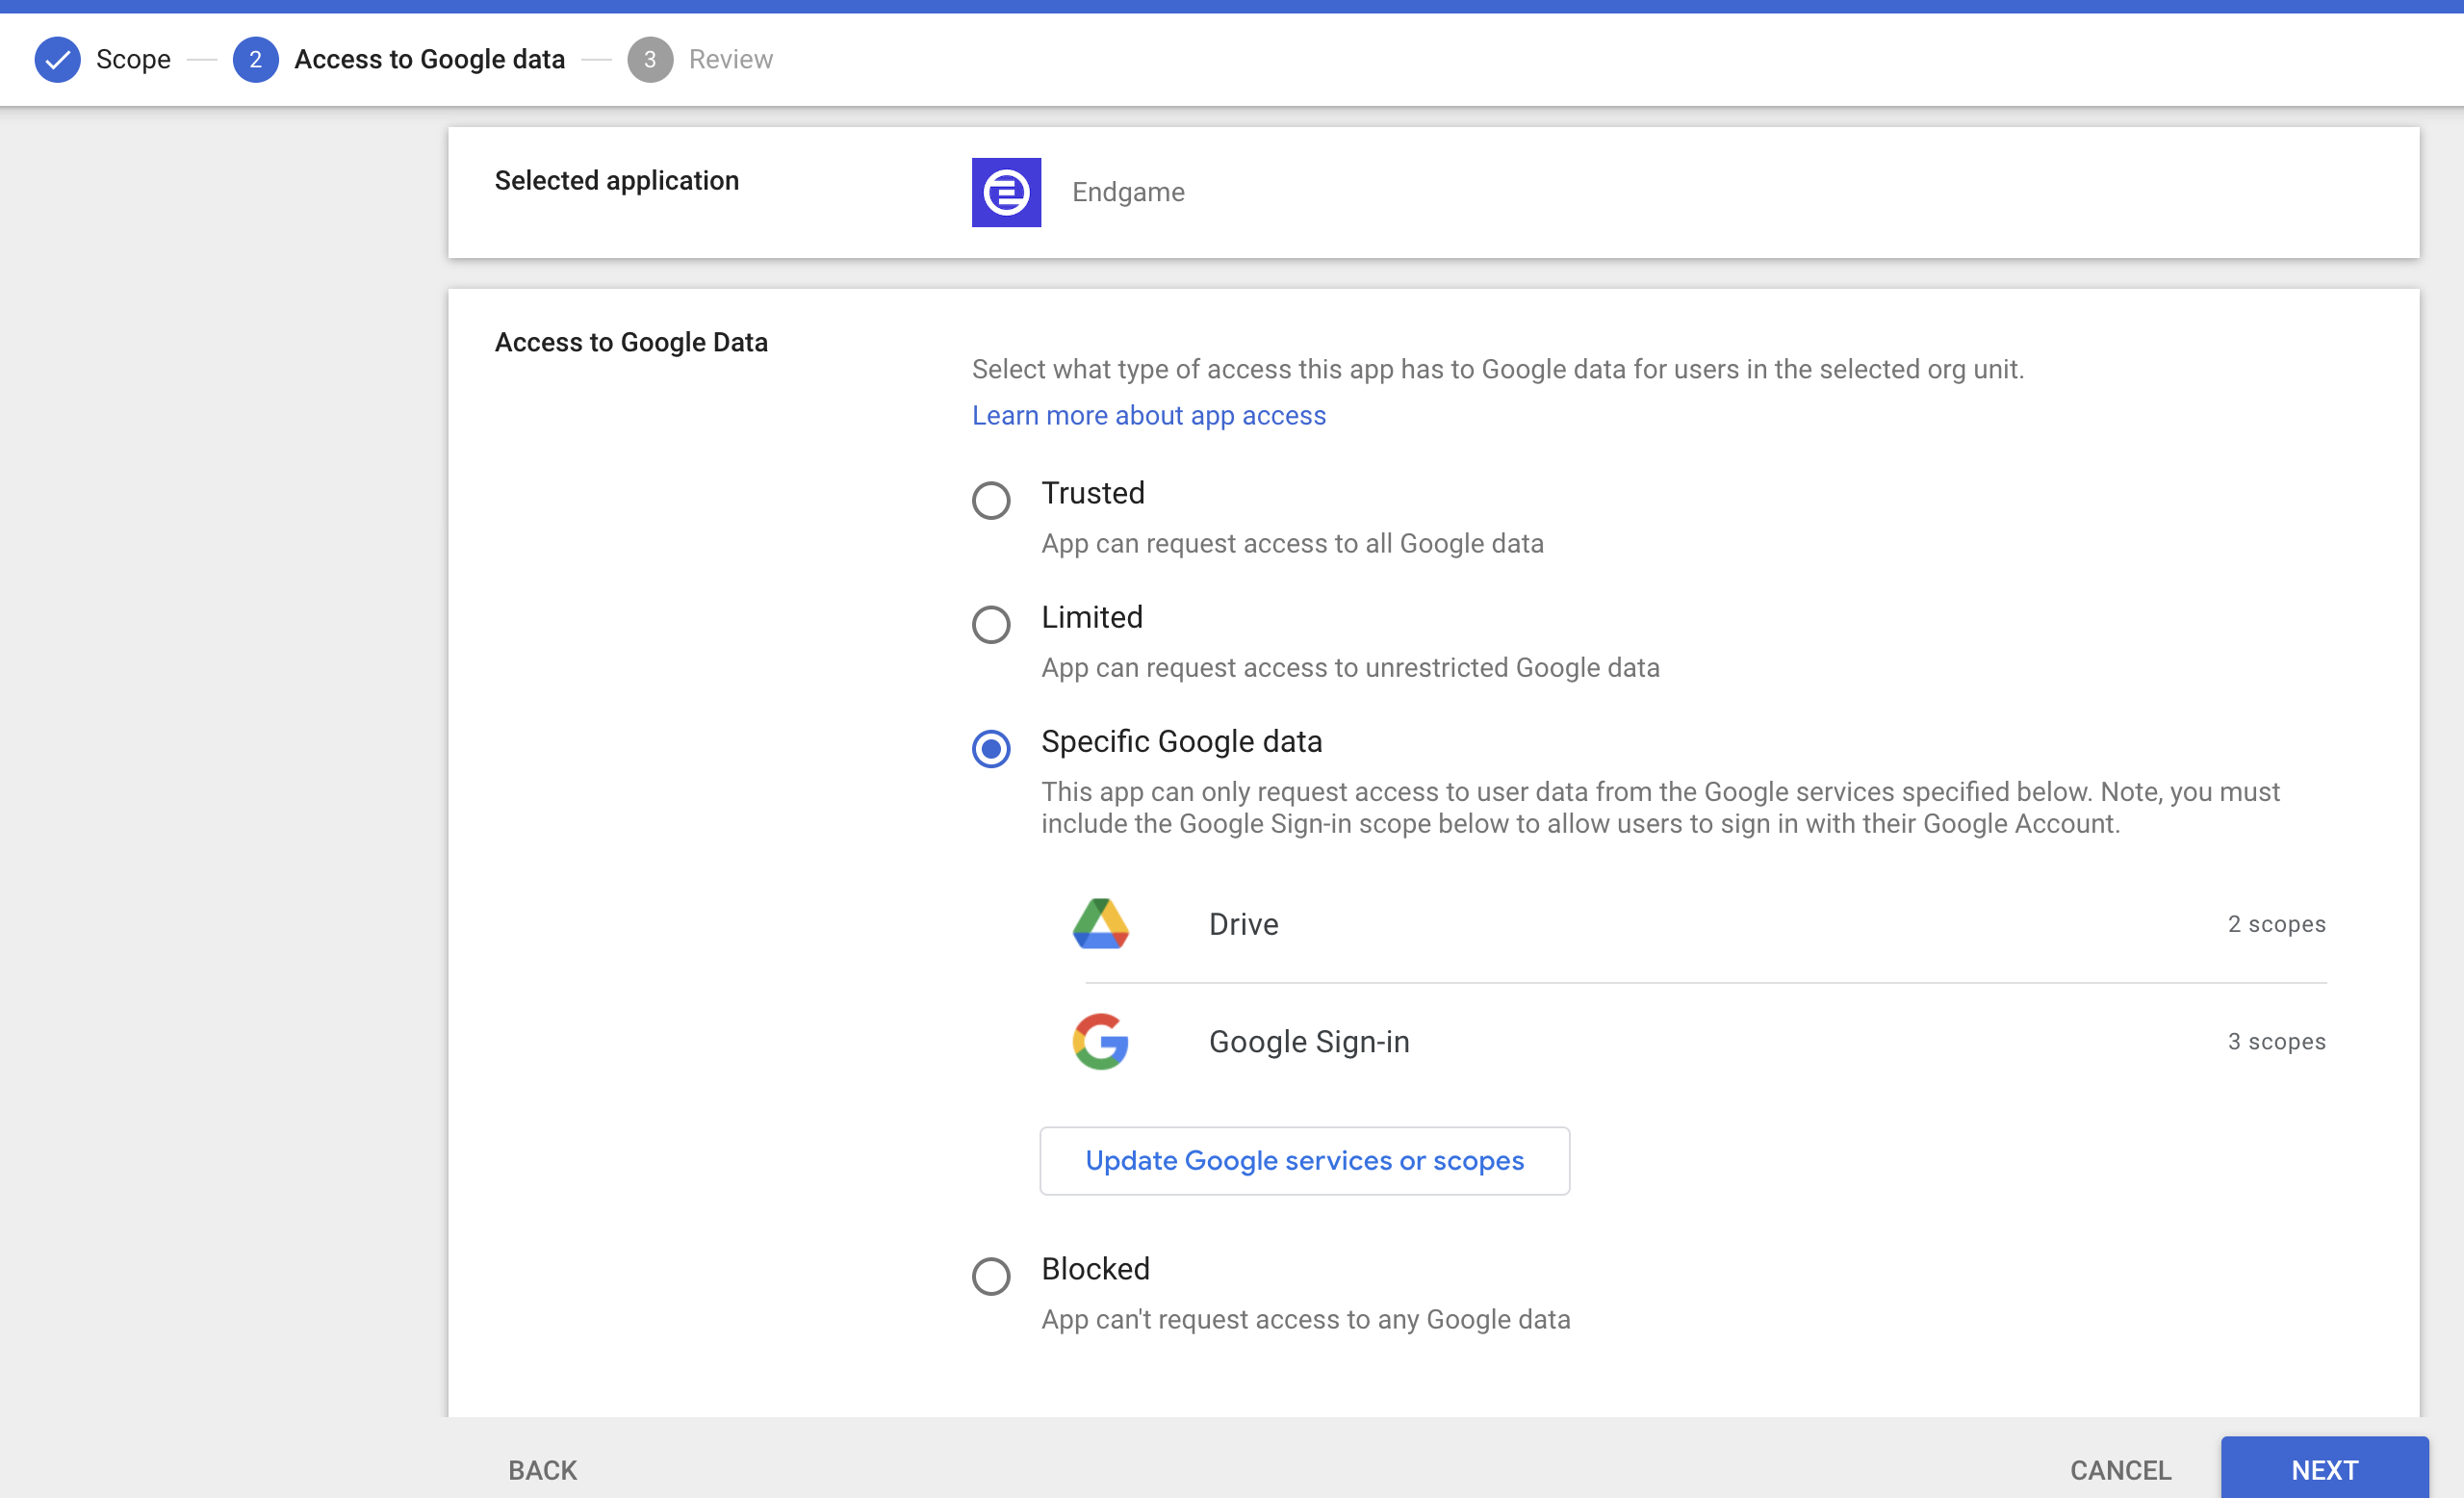 Scope
2
Access to Google data
3
Review
Selected application
Endgame
Access to Google Data
Select what type of access this app has to Google data for users in the selected org unit.
Learn more about app access
Trusted
App can request access to all Google data
Limited
App can request access to unrestricted Google data
Specific Google data
This app can only request access to user data from the Google services specified below. Note, you must
include the Google Sign-in scope below to allow users to sign in with their Google Account.
Drive
2 scopes
Google Sign-in
3 scopes
Update Google services or scopes
Blocked
App can't request access to any Google data
BACK
CANCEL
NEXT